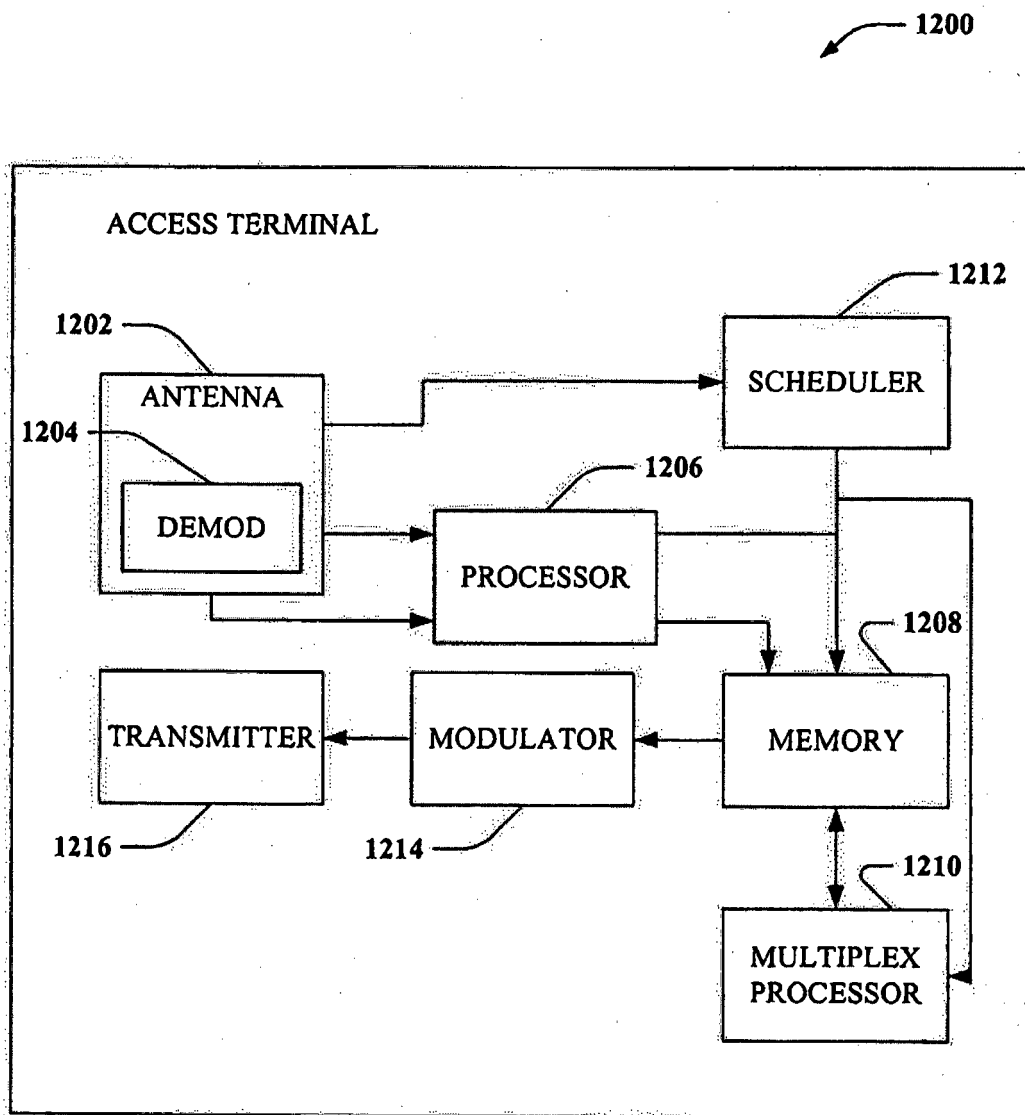 1200
ACCESS TERMINAL
1212
1202
SCHEDULER
ANTENNA
1204
1206
DEMOD
PROCESSOR
1208
TRANSMITTER
MODULATOR
MEMORY
1216
1214
1210
MULTIPLEX
PROCESSOR